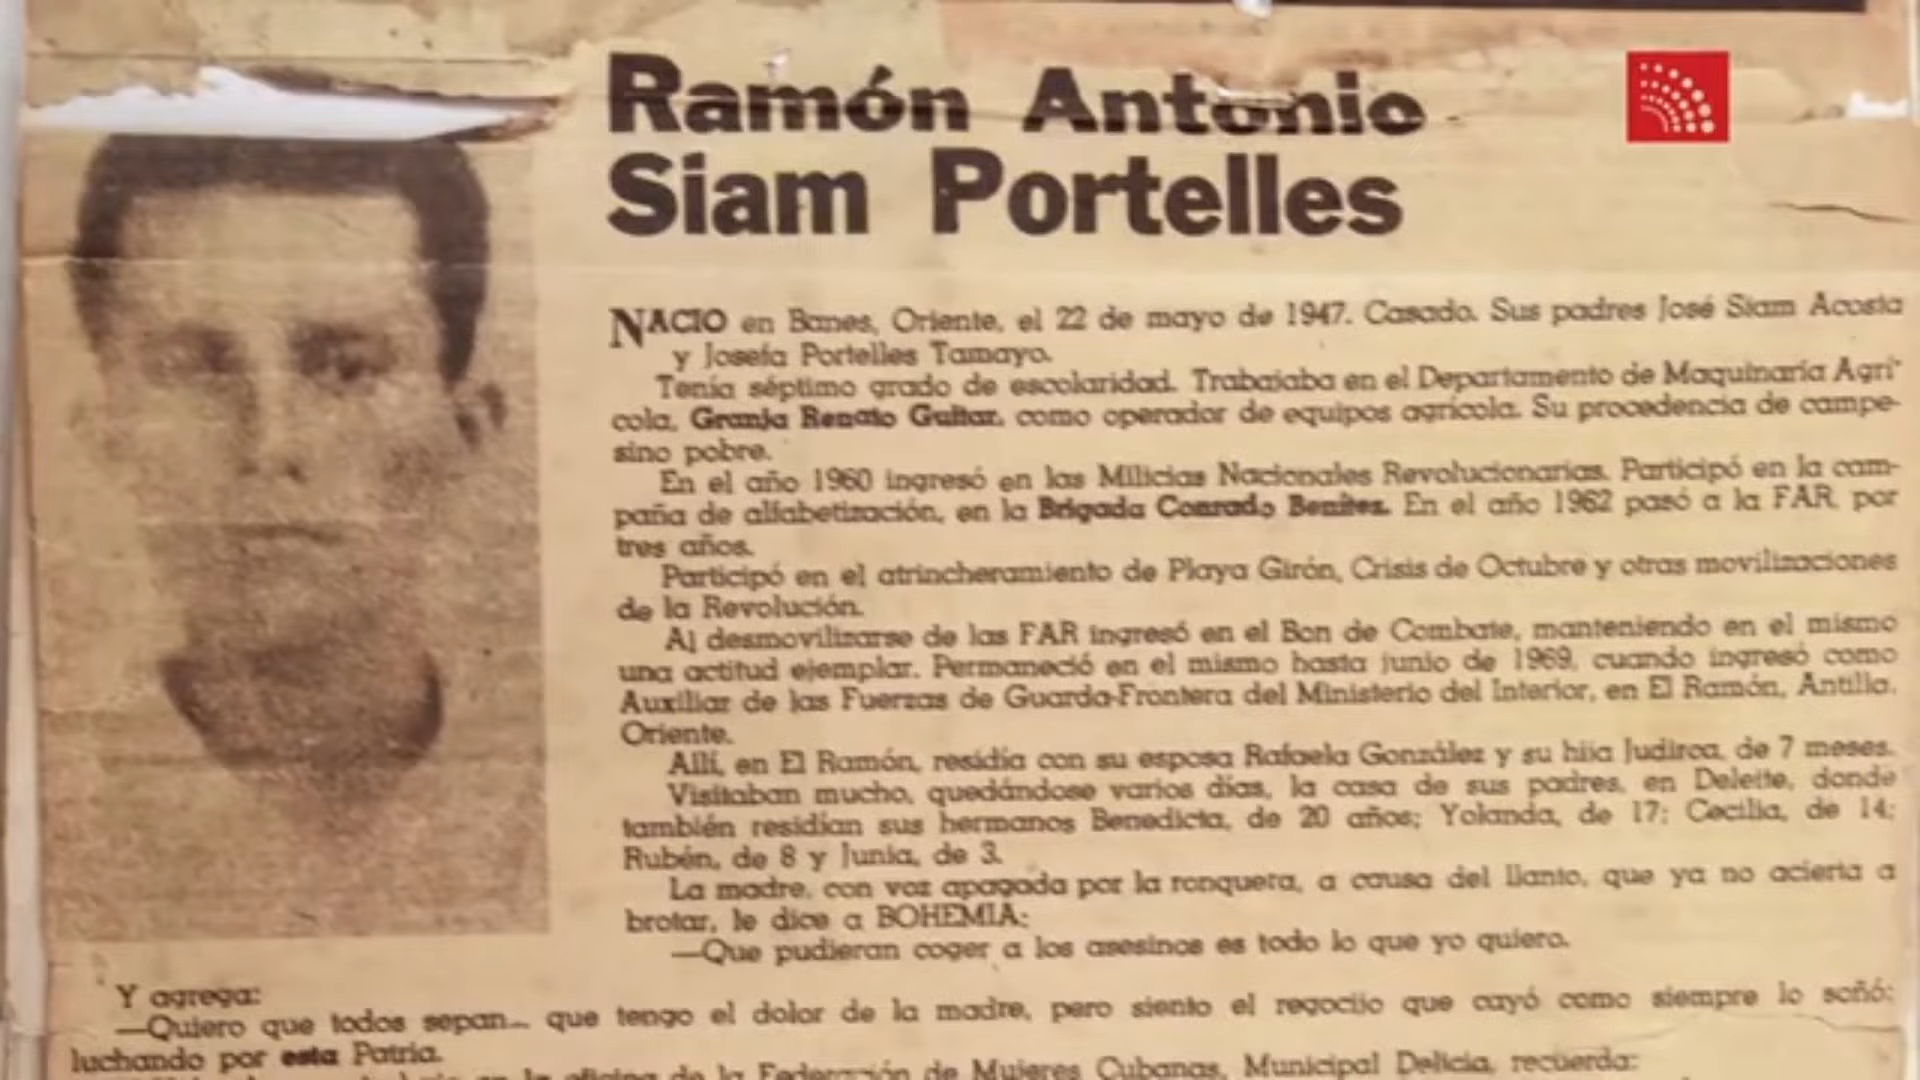 Ramón Antonio
Siam Portelles
NACIO en Banes, Oriente, el 22 de mayo de 1947. Casado. Sus padres José Siam Acosta
y Josefa Portelles Tamayo.
Tenía séptimo grado de escolaridad. Trabajaba en el Departamento de Maquinaría Agrí-
cola, Granja Renato Guitar, como operador de equipos agrícola. Su procedencia de campe-
sino pobre.
En el año 1960 ingresó en las Milicias Nacionales Revolucionarias. Participó en la cam-
paña de alfabetización, en la Brigada Conrado Benítez. En el año 1962 pasó a la FAR, por
tres años.
Participó en el atrincheramiento de Playa Girón, Crisis de Octubre y otras movilizaciones
de la Revolución.
Al desmovilizarse de las FAR ingresó en el Bon de Combate, manteniendo en el mismo
una actitud ejemplar. Permaneció en el mismo hasta junio de 1969, cuando ingresó como
Auxiliar de las Fuerzas de Guarda-Frontera del Ministerio del Interior, en El Ramón, Antilla,
Oriente.
Allí, en El Ramón, residía con su esposa Rafaela González y su hija Judirca, de 7 meses.
Visitaban mucho, quedándose varios días, la casa de sus padres, en Deleite, donde
también residían sus hermanos Benedicta, de 20 años; Yolanda, de 17; Cecilia, de 14;
Rubén, de 8 y Junia, de 3.
La madre, con voz apagada por la ronquera, a causa del llanto, que ya no acierta a
brotar, le dice a BOHEMIA:
—Que pudieran coger a los asesinos es todo lo que yo quiero.
Y agrega:
—Quiero que todos sepan... que tengo el dolor de la madre, pero siento el regocijo que cayó como siempre lo soñó:
luchando por esta Patria.
en la oficina de la Federación de Mujeres Cubanas, Municipal Delicia, recuerda: